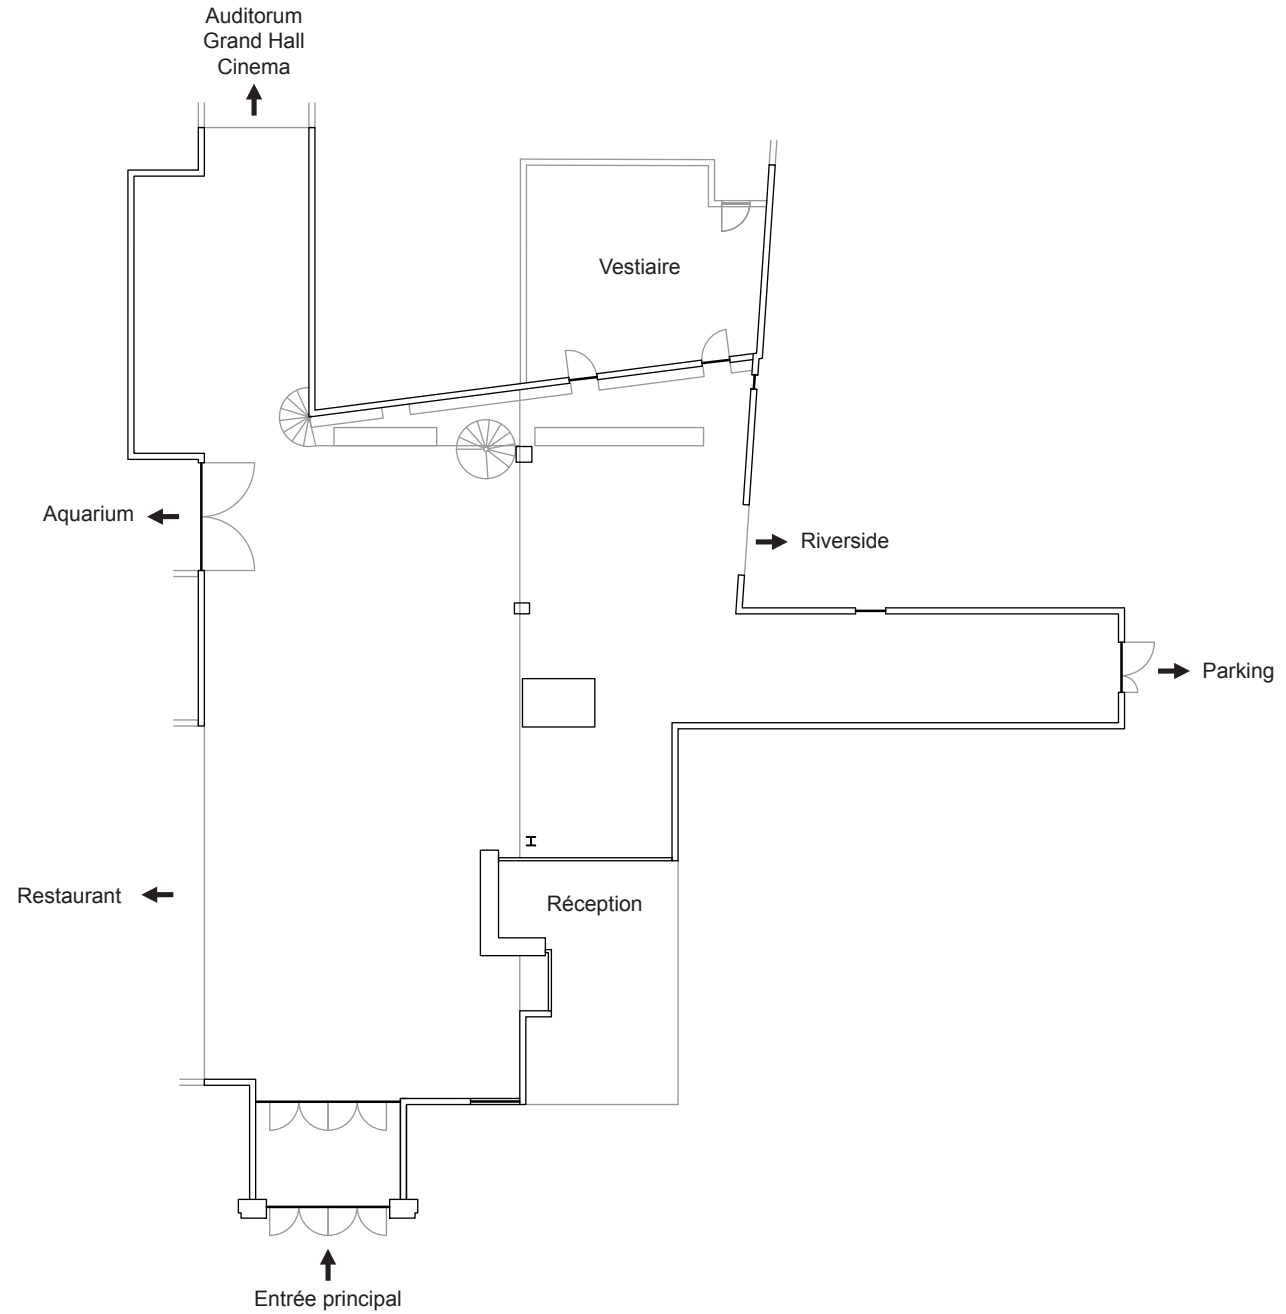 Auditorum
Grand Hall
Cinema
Vestiaire
Aquarium
Riverside
Parking
Restaurant
Réception
Entrée principal